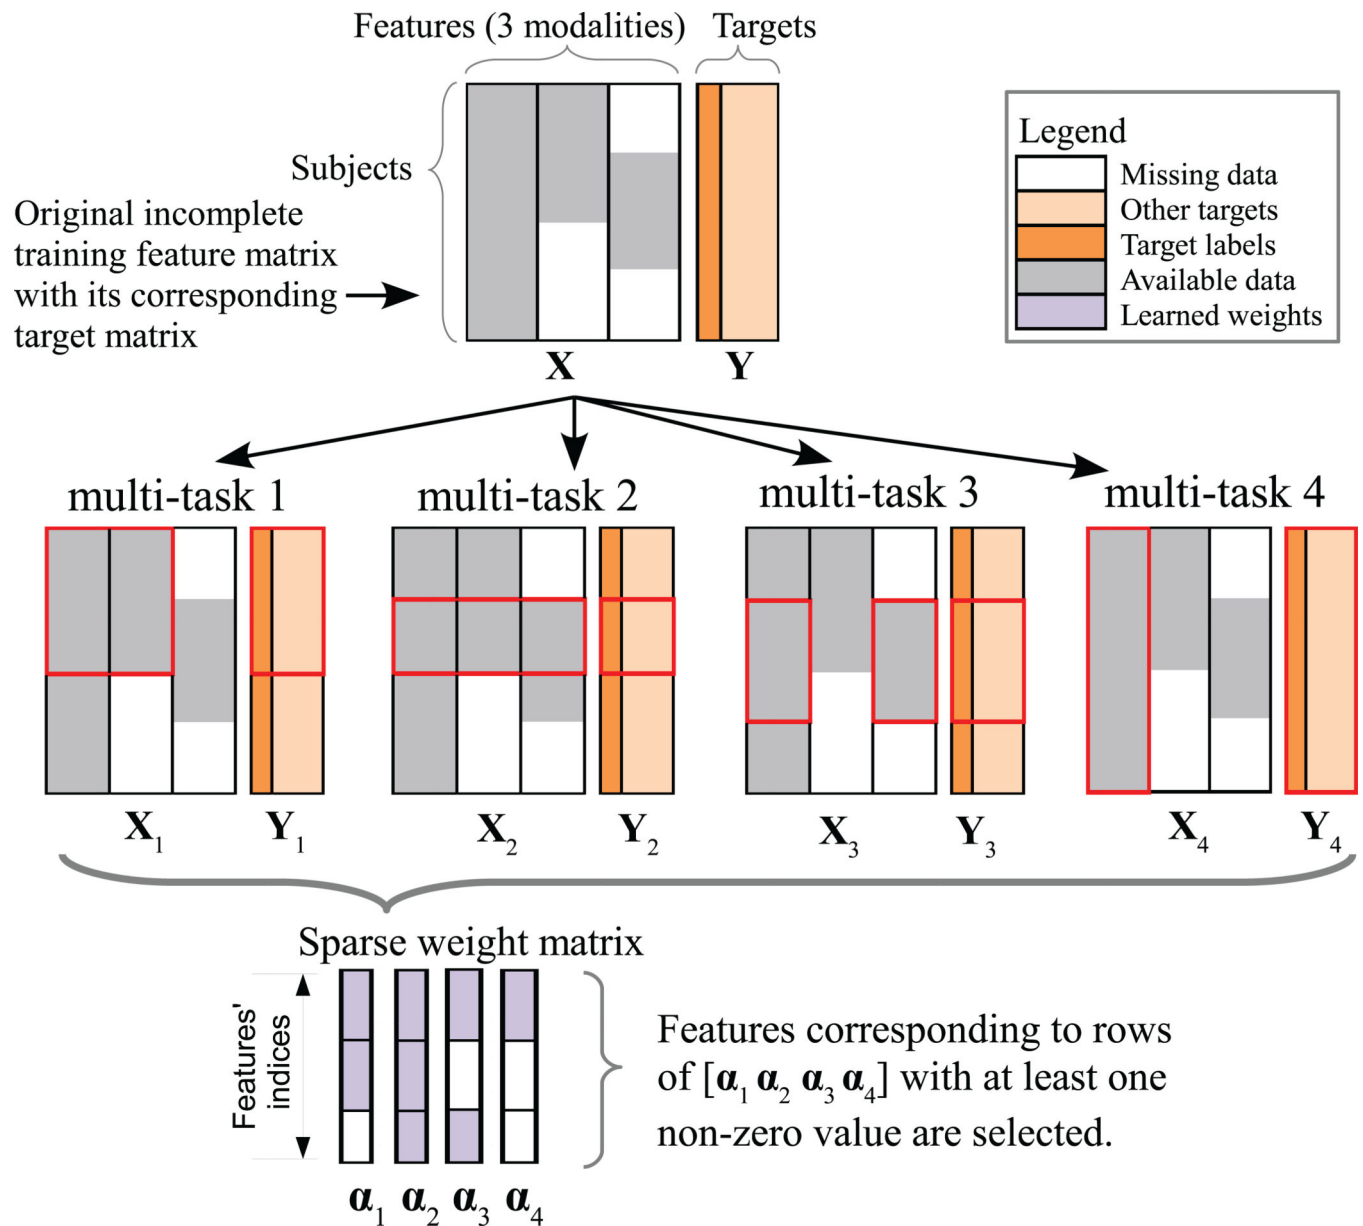 Features (3 modalities) Targets
Subjects
Original incomplete
training feature matrix
with its corresponding
target matrix
X Y
Legend
Missing data
Other targets
Target labels
Available data
Learned weights
multi-task 1 multi-task 2 multi-task 3 multi-task 4
X₁ Y₁ X₂ Y₂ X₃ Y₃ X₄ Y₄
Sparse weight matrix
Features'
indices
α₁ α₂ α₃ α₄
Features corresponding to rows
of [α₁ α₂ α₃ α₄] with at least one
non-zero value are selected.